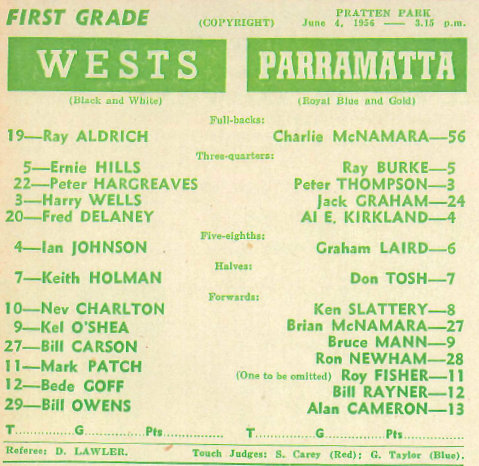 FIRST GRADE (COPYRIGHT) PRATTEN PARK
June 4, 1956 —— 3.15 p.m.
WESTS PARRAMATTA
(Black and White) (Royal Blue and Gold)
Full-backs:
19—Ray ALDRICH Charlie McNAMARA—56
Three-quarters:
5—Ernie HILLS Ray BURKE—5
22—Peter HARGREAVES Peter THOMPSON—3
3—Harry WELLS Jack GRAHAM—24
20—Fred DELANEY Al E. KIRKLAND—4
Five-eighths:
4—Ian JOHNSON Graham LAIRD—6
Halves:
7—Keith HOLMAN Don TOSH—7
Forwards:
10—Nev CHARLTON Ken SLATTERY—8
9—Kel O'SHEA Brian McNAMARA—27
27—Bill CARSON Bruce MANN—9
11—Mark PATCH Ron NEWHAM—28
12—Bede GOFF (One to be omitted) Roy FISHER—11
29—Bill OWENS Bill RAYNER—12
Alan CAMERON—13
T..............G..............Pts.............. T..............G..............Pts..............
Referee: D. LAWLER. Touch Judges: S. Carey (Red); G. Taylor (Blue).